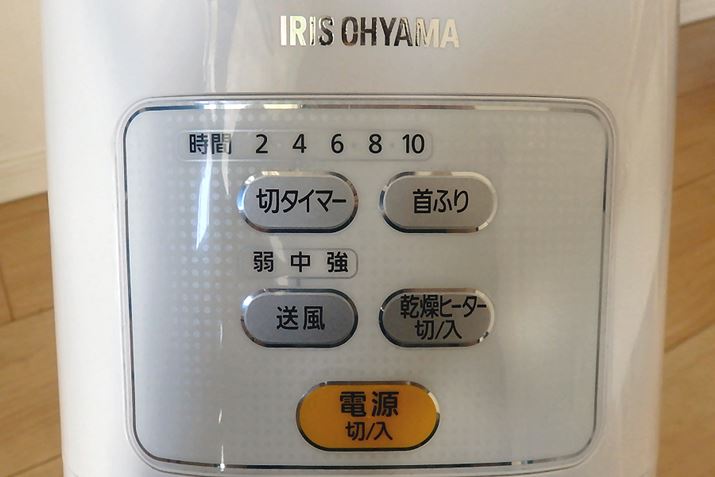 IRIS OHYAMA
時間 2 4 6 8 10
切タイマー 首ふり
弱 中 強
送風 乾燥ヒーター
切/入
電源
切/入